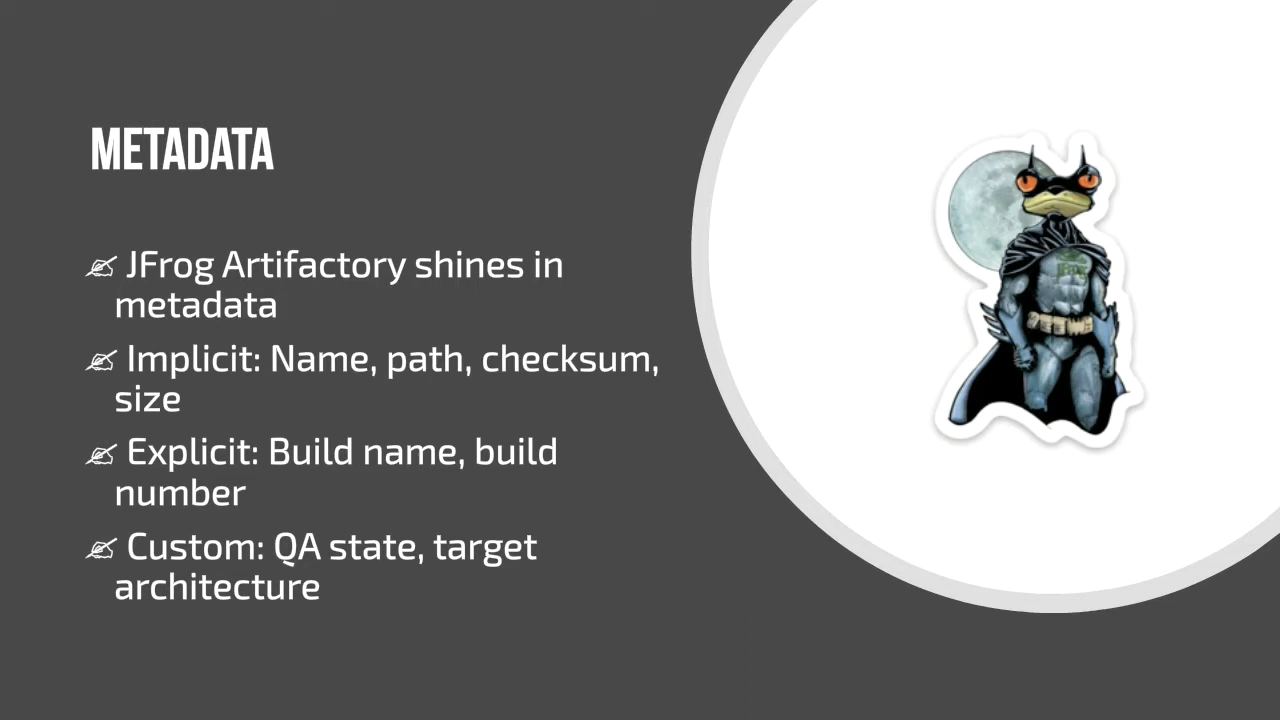 METADATA
✍ JFrog Artifactory shines in
metadata
✍ Implicit: Name, path, checksum,
size
✍ Explicit: Build name, build
number
✍ Custom: QA state, target
architecture
JFrog